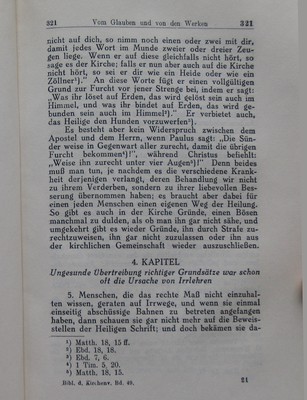 321 Vom Glauben und von den Werken 321
nicht auf dich, so nimm noch einen oder zwei mit dir,
damit jedes Wort im Munde zweier oder dreier Zeu-
gen liege. Wenn er auf diese gleichfalls nicht hört, so
sage es der Kirche; falls er nun aber auch auf die Kirche
nicht hört, so sei er dir wie ein Heide oder wie ein
Zöllner¹)." An diese Worte fügt er einen vollgültigen
Grund zur Furcht vor jener Strenge bei, indem er sagt:
„Was ihr löset auf Erden, das wird gelöst sein auch im
Himmel, und was ihr bindet auf Erden, das wird ge-
bunden sein auch im Himmel²)." Er verbietet auch,
das Heilige den Hunden vorzuwerfen³).
Es besteht aber kein Widerspruch zwischen dem
Apostel und dem Herrn, wenn Paulus sagt: „Die Sün-
der weise in Gegenwart aller zurecht, damit die übrigen
Furcht bekommen⁴)!", während Christus befiehlt:
„Weise ihn zurecht unter vier Augen⁵)!" Denn beides
muß man tun, je nachdem es die verschiedene Krank-
heit derjenigen verlangt, deren Behandlung wir nicht
zu ihrem Verderben, sondern zu ihrer liebevollen Besse-
rung übernommen haben; es braucht aber dabei für
einen jeden Menschen einen eigenen Weg der Heilung.
So gibt es auch in der Kirche Gründe, einen Bösen
manchmal zu dulden, als ob man ihn gar nicht sähe, und
umgekehrt gibt es wieder Gründe, ihn durch Strafe zu-
rechtzuweisen, ihn gar nicht zuzulassen oder ihn aus
der kirchlichen Gemeinschaft wieder auszuschließen.
4. KAPITEL
Ungesunde Übertreibung richtiger Grundsätze war schon
oft die Ursache von Irrlehren
5. Menschen, die das rechte Maß nicht einzuhal-
ten wissen, geraten auf Irrwege, und wenn sie einmal
einseitig abschüssige Bahnen zu betreten angefangen
haben, dann schauen sie gar nicht mehr auf die Beweis-
stellen der Heiligen Schrift; und doch bekämen sie da-
¹) Matth. 18, 15 ff.
²) Ebd. 18, 18.
³) Ebd. 7, 6.
⁴) 1 Tim. 5, 20.
⁵) Matth. 18, 15.
Bibl. d. Kirchenv. Bd. 49. 21